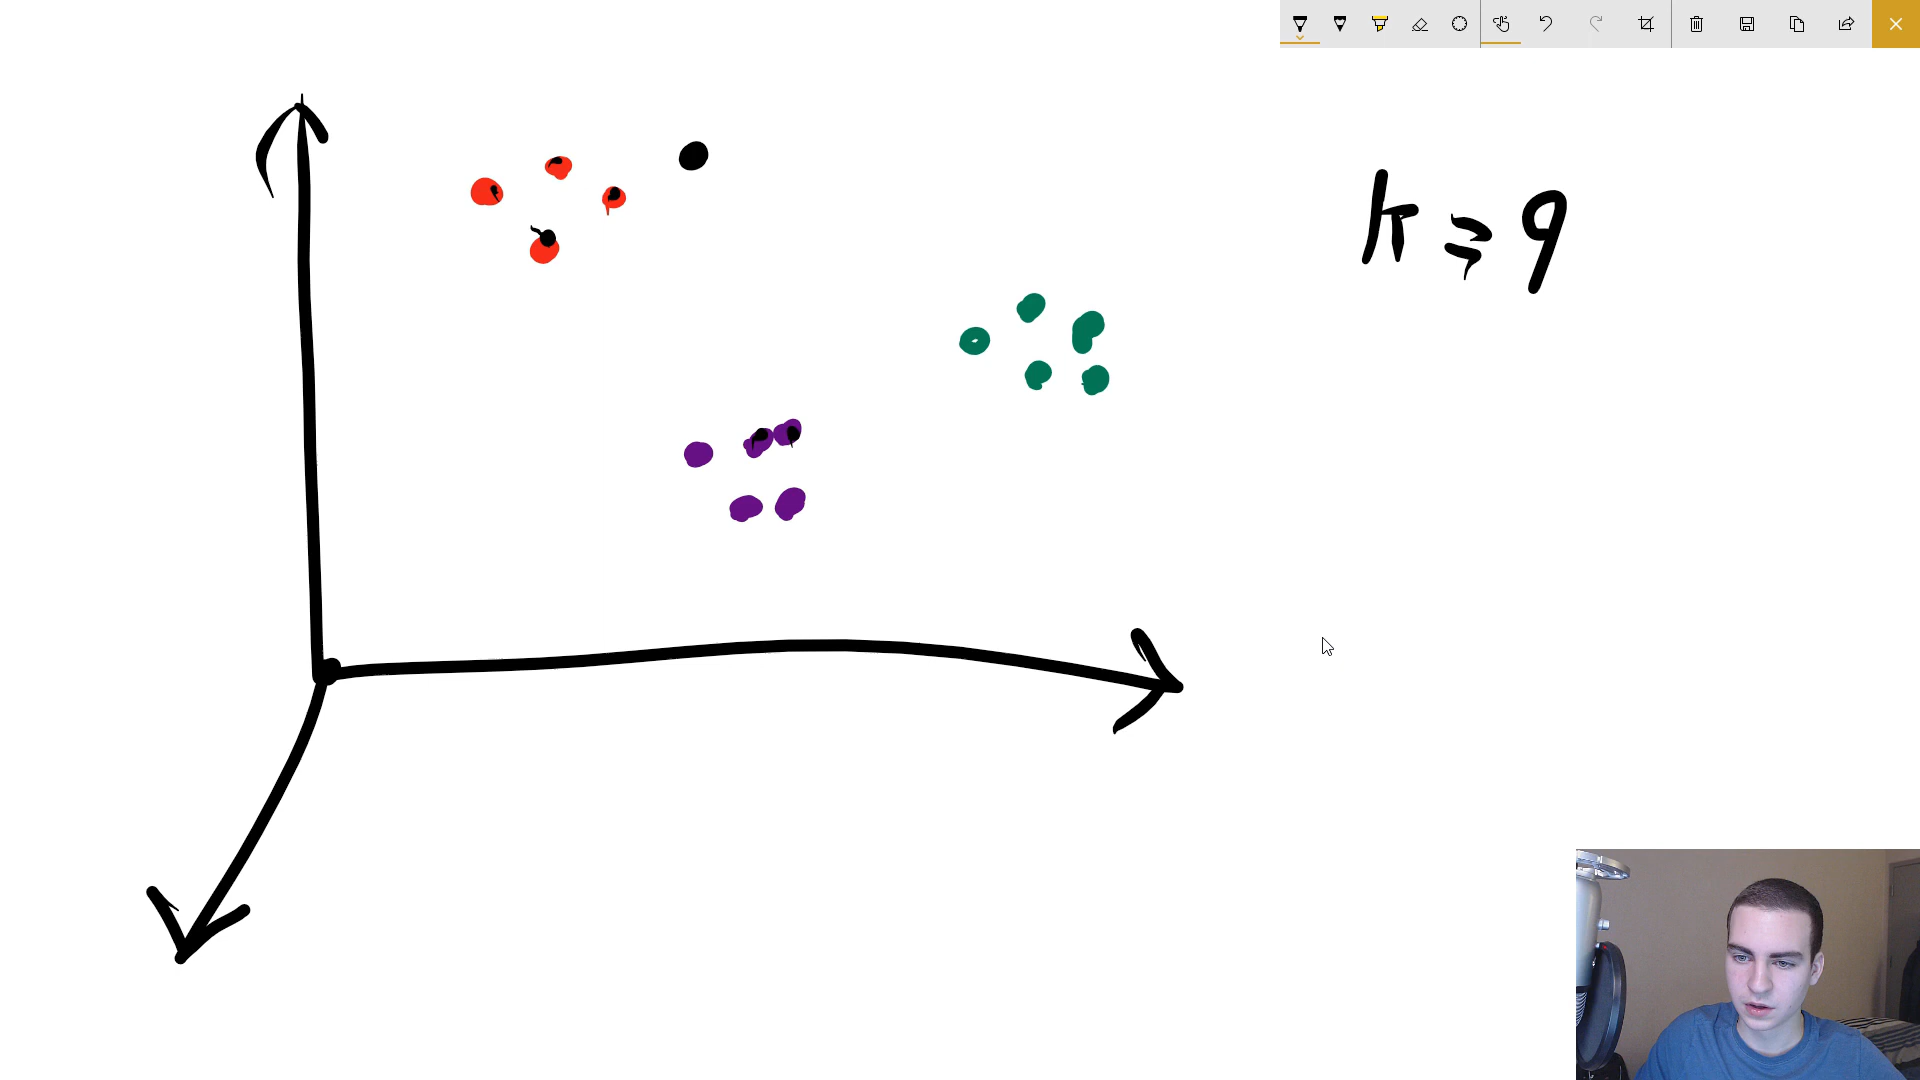 k = 9